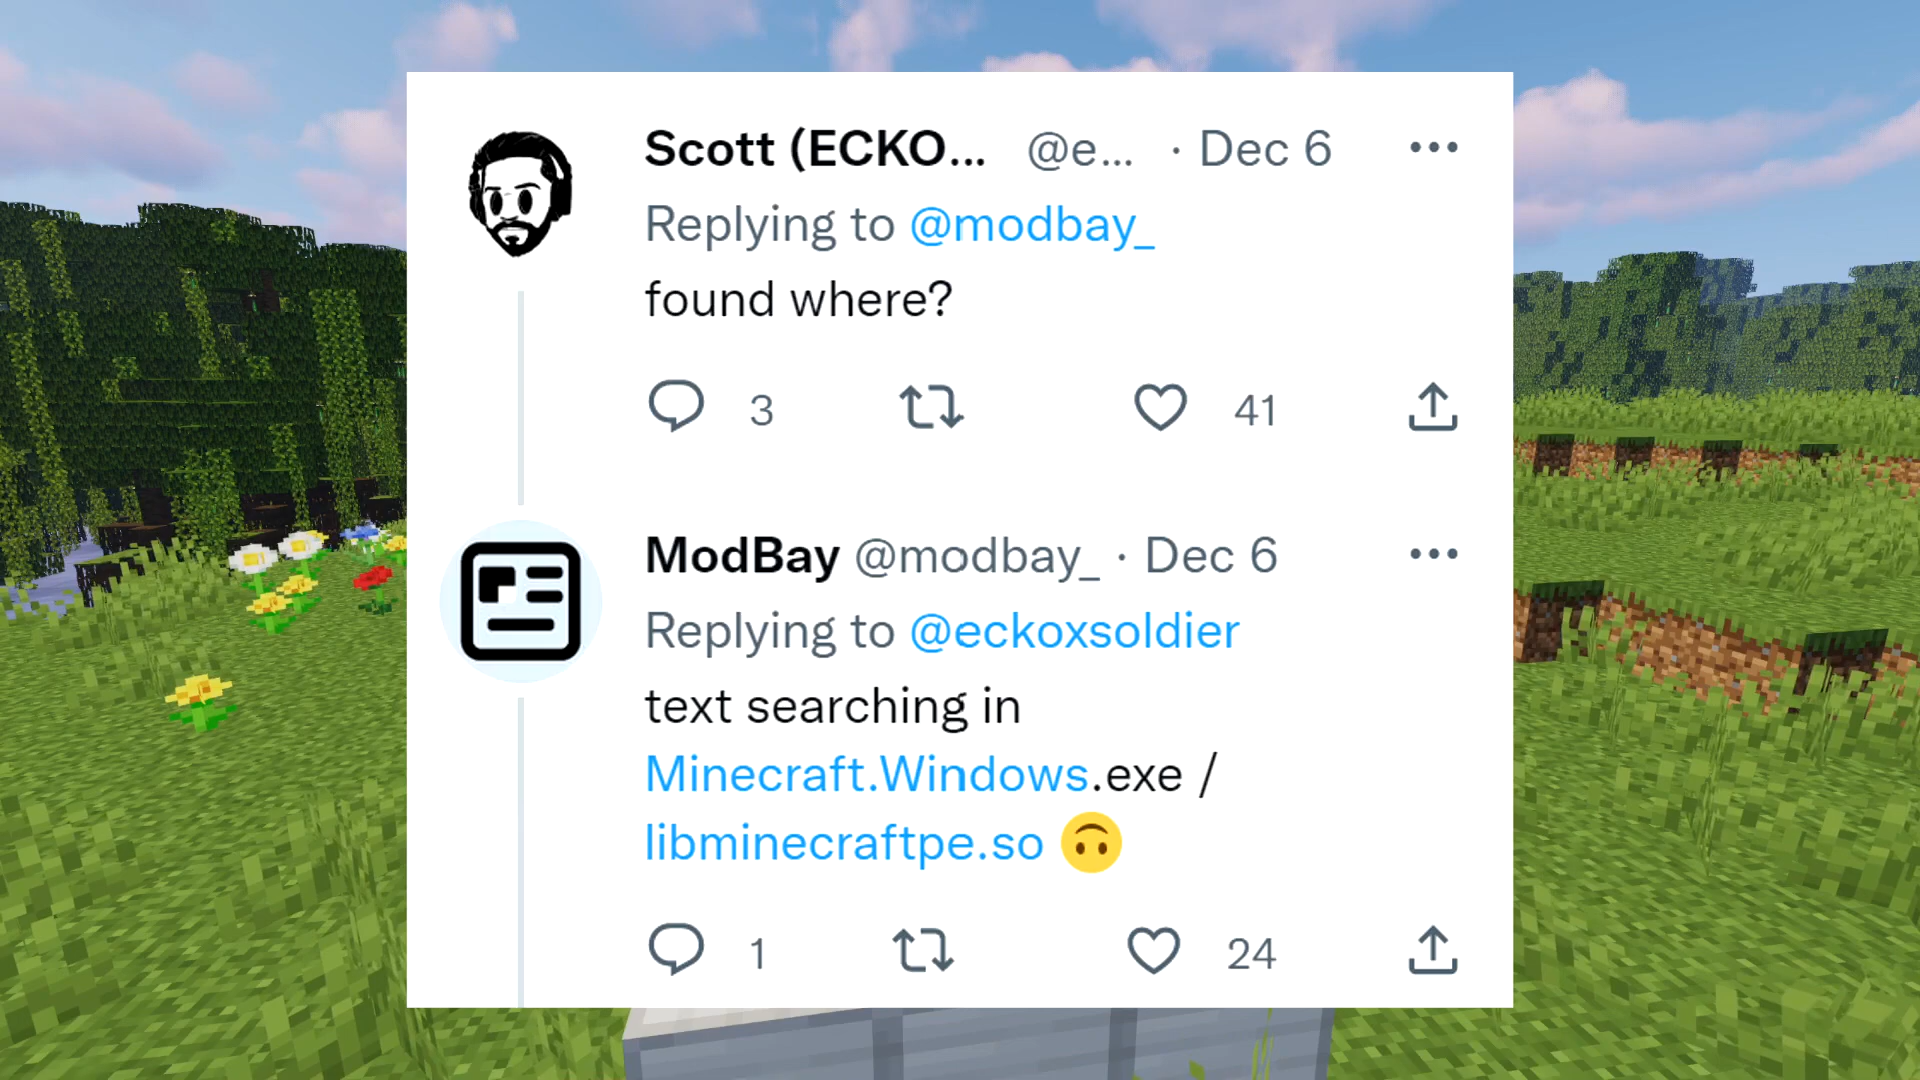 Scott (ECKO... @e... · Dec 6
Replying to @modbay_
found where?
3 41
ModBay @modbay_ · Dec 6
Replying to @eckoxsoldier
text searching in
Minecraft.Windows.exe /
libminecraftpe.so 🙃
1 24